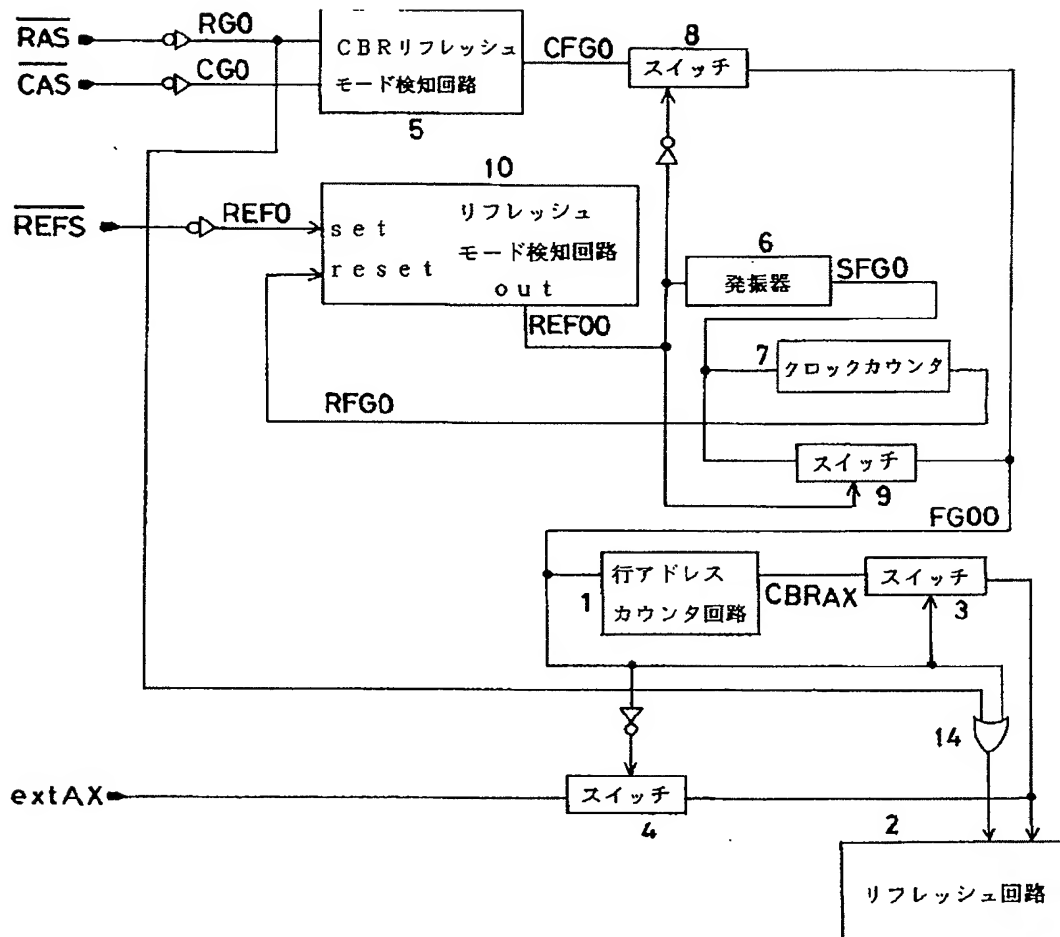 RAS
RG0
CAS
CG0
CBRリフレッシュ
モード検知回路
5
CFG0
8
スイッチ
10
REFS
REF0
set
reset
リフレッシュ
モード検知回路
out
REF00
6
発振器
SFG0
7
クロックカウンタ
RFG0
スイッチ
9
FG00
1
行アドレス
カウンタ回路
CBRAX
スイッチ
3
14
extAX
スイッチ
4
2
リフレッシュ回路